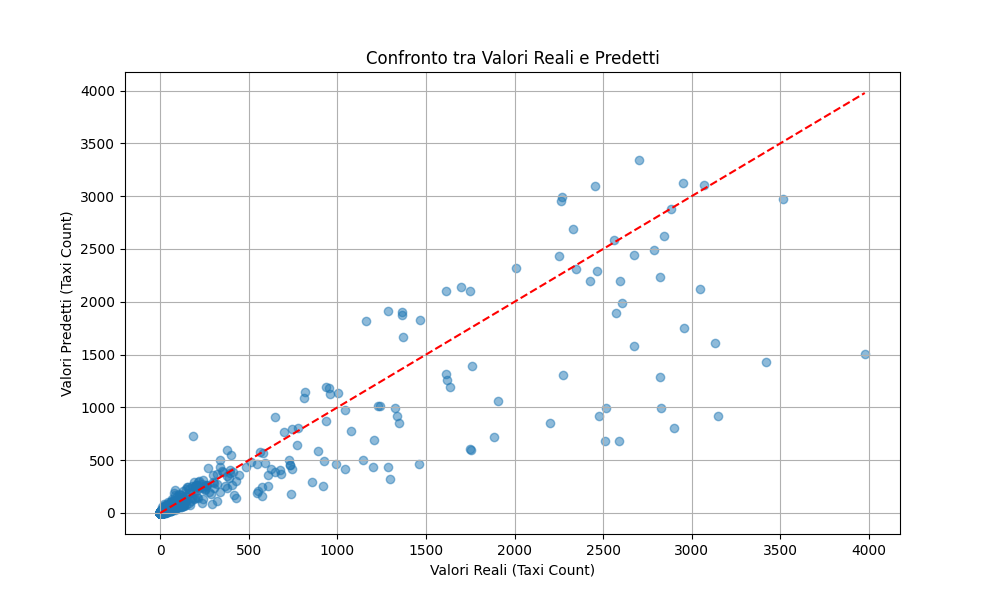 Confronto tra Valori Reali e Predetti
Valori Predetti (Taxi Count)
4000
3500
3000
2500
2000
1500
1000
500
0
0 500 1000 1500 2000 2500 3000 3500 4000
Valori Reali (Taxi Count)